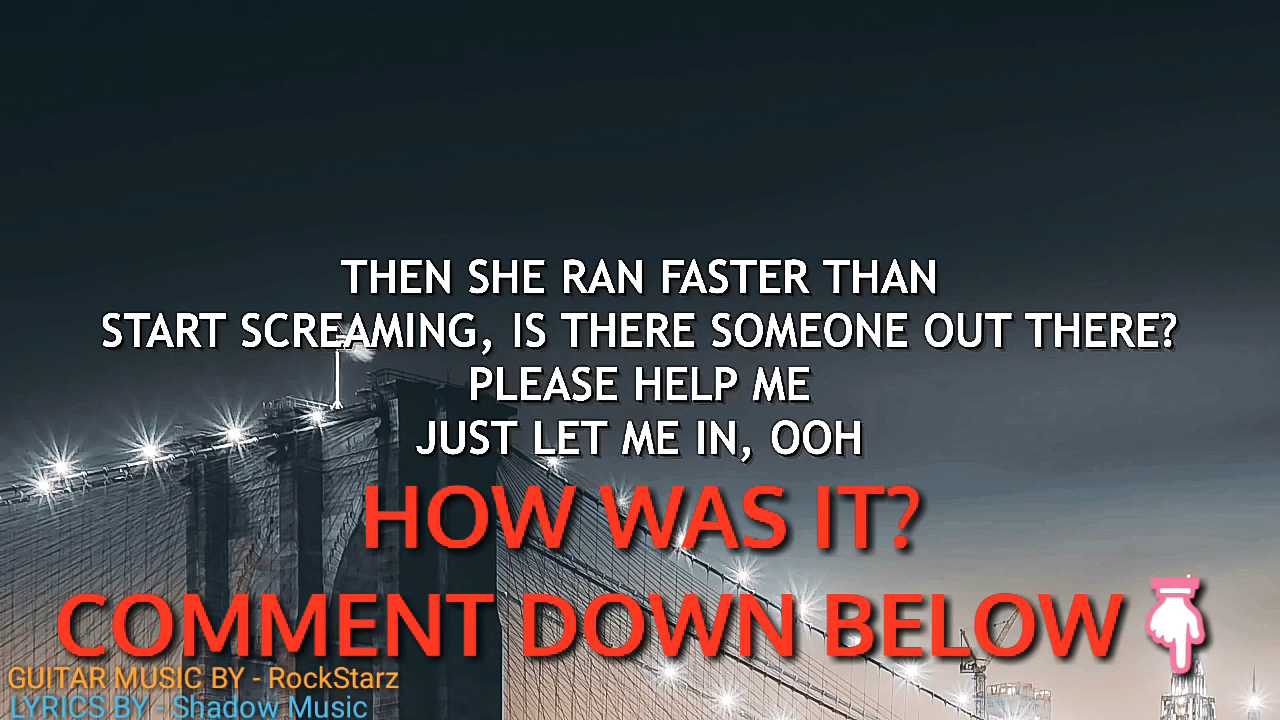 THEN SHE RAN FASTER THAN
START SCREAMING, IS THERE SOMEONE OUT THERE?
PLEASE HELP ME
JUST LET ME IN, OOH
HOW WAS IT?
COMMENT DOWN BELOW
GUITAR MUSIC BY - RockStarz
LYRICS BY - Shadow Music